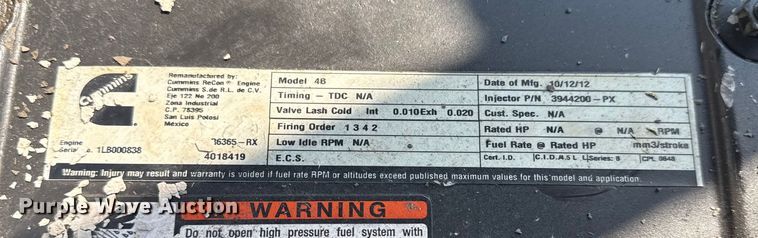 Cummins
Remanufactured by:
Cummins ReCon® Engine
Cummins S.de R.L. de C.V.
Eje 122 No 200
Zona Industrial
C.P. 78395
San Luis Potosi
México
Engine
1LB000838
36365-RX
4018419
Model 4B
Timing - TDC N/A
Valve Lash Cold Int 0.010 Exh 0.020
Firing Order 1 3 4 2
Low Idle RPM N/A
E.C.S.
Date of Mfg. 10/12/12
Injector P/N 3944200-PX
Cust. Spec. N/A
Rated HP N/A @ N/A RPM
Fuel Rate @ Rated HP mm3/stroke
Cert. I.D. C.I.D./ L Series: B CPL 0848
Warning: Injury may result and warranty is voided if fuel rate RPM or altitudes exceed published maximum values for this model and application.
Purple Wave Auction
WARNING
Do not open high pressure fuel system with